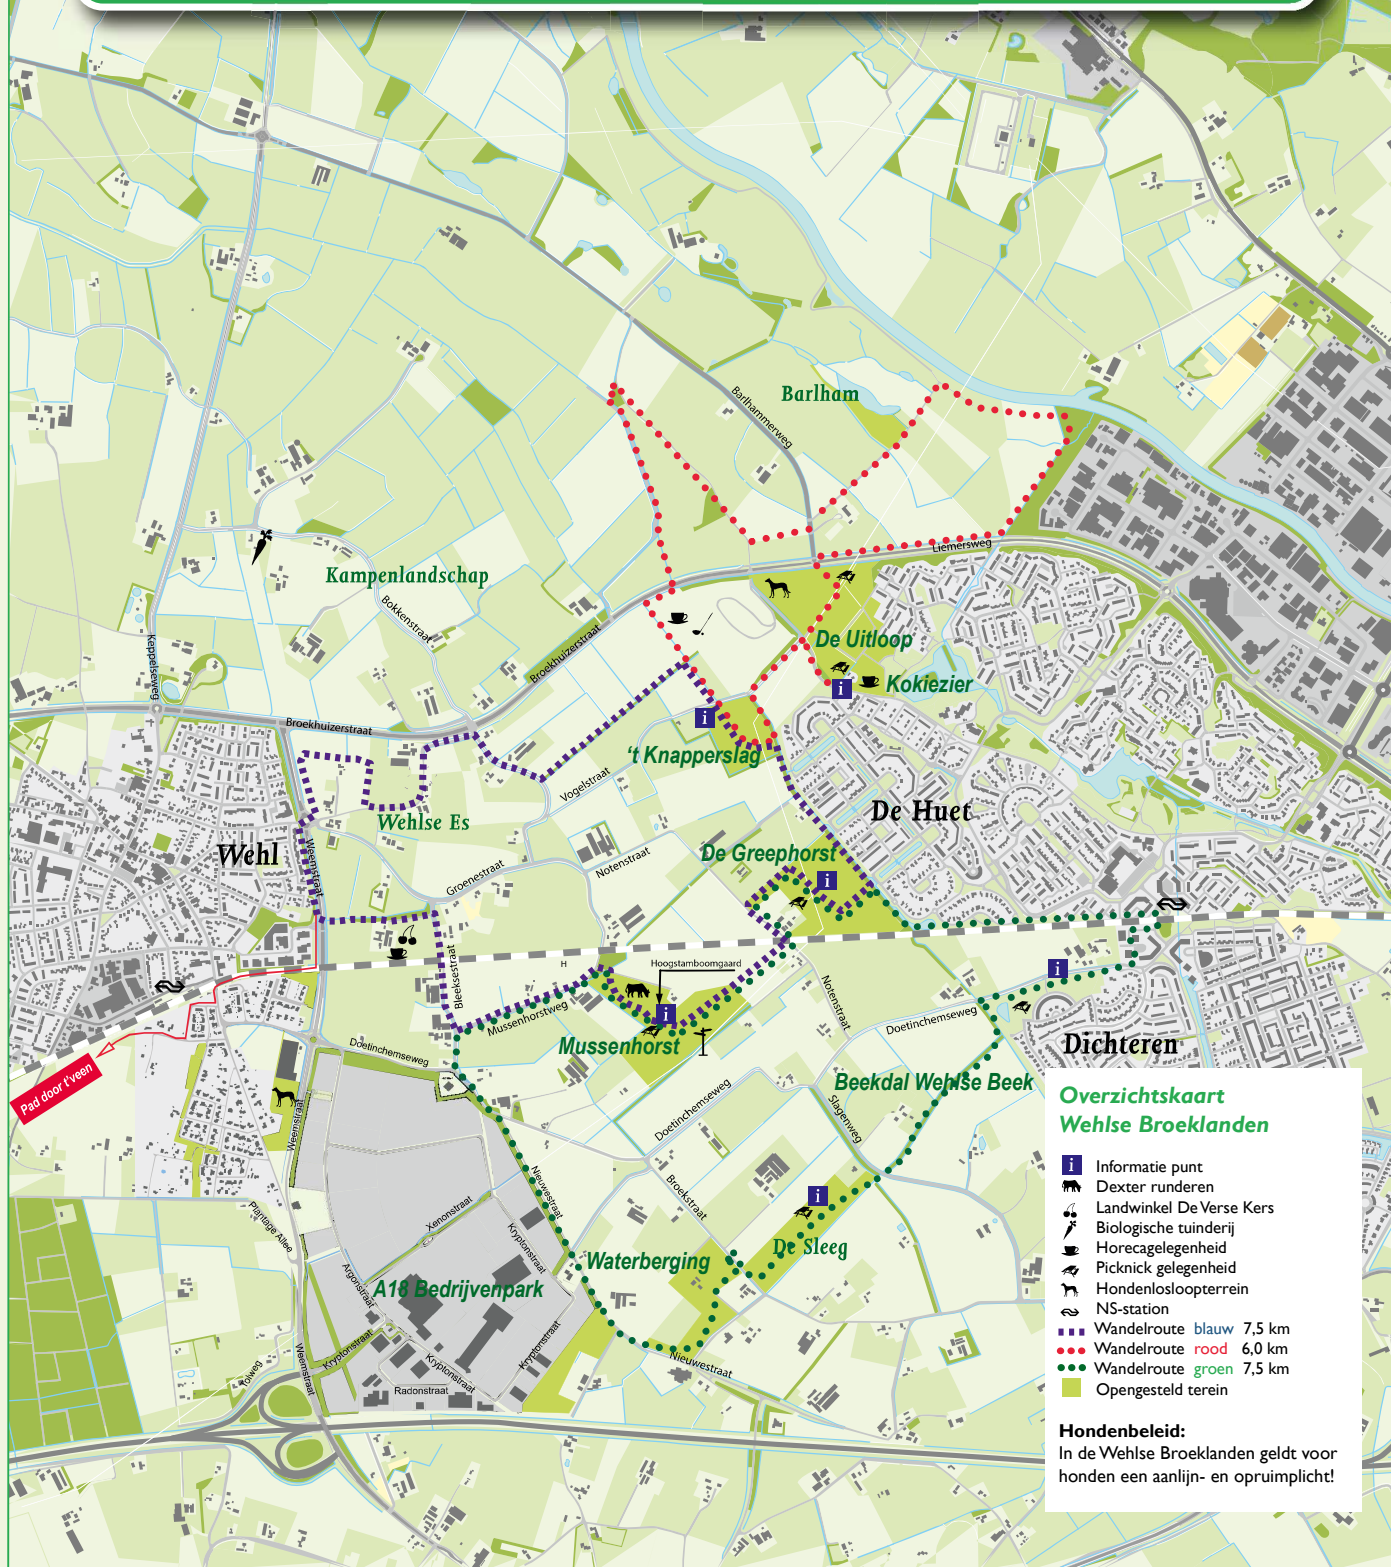 Barlham
Barlhammerweg
Liemersweg
Kampenlandschap
Bokkenstraat
Keppelseweg
Broekhuizerstraat
De Uitloop
i
Kokiezier
i
Broekhuizerstraat
't Knapperslag
Vogelstraat
De Huet
Wehlse Es
Wehl
Weemstraat
De Greephorst
Notenstraat
Groenestraat
i
Bleeksestraat
H
Hoogstamboomgaard
i
Notenstraat
Mussenhorstweg
i
Doetinchemseweg
Mussenhorst
Dichteren
Doetinchemseweg
Pad door t'veen
Beekdal Wehlse Beek
Doetinchemseweg
Slagenweg
Weemstraat
Nieuwestraat
Broekstraat
i
Plantage Allee
Xenonstraat
Kryptonstraat
De Sleeg
Waterberging
Argonstraat
A18 Bedrijvenpark
Kryptonstraat
Kryptonstraat
Kryptonstraat
Nieuwestraat
Weemstraat
Tolweg
Radonstraat
Overzichtskaart
Wehlse Broeklanden
i Informatie punt
Dexter runderen
Landwinkel De Verse Kers
Biologische tuinderij
Horecagelegenheid
Picknick gelegenheid
Hondenlosloopterrein
NS-station
Wandelroute blauw 7,5 km
Wandelroute rood 6,0 km
Wandelroute groen 7,5 km
Opengesteld terein
Hondenbeleid:
In de Wehlse Broeklanden geldt voor
honden een aanlijn- en opruimplicht!